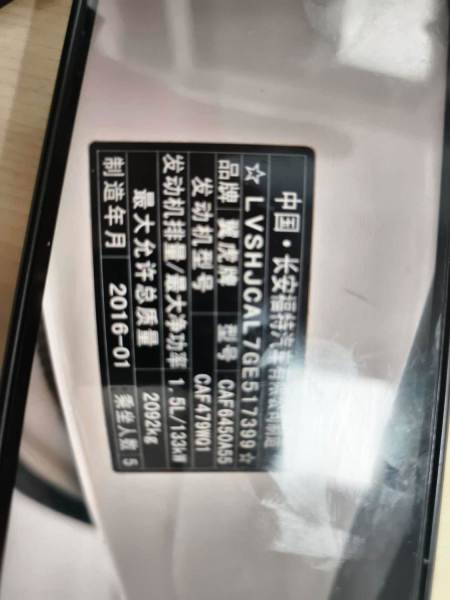 中国·长安福特汽车有限公司制造
☆LVSHJCAL7GE517399☆
品牌 翼虎牌 型号 CAF6450A55
发动机型号 CAF479WQ1
发动机排量/最大净功率 1.5L/133kW
最大允许总质量 2092kg
制造年月 2016-01 乘坐人数 5